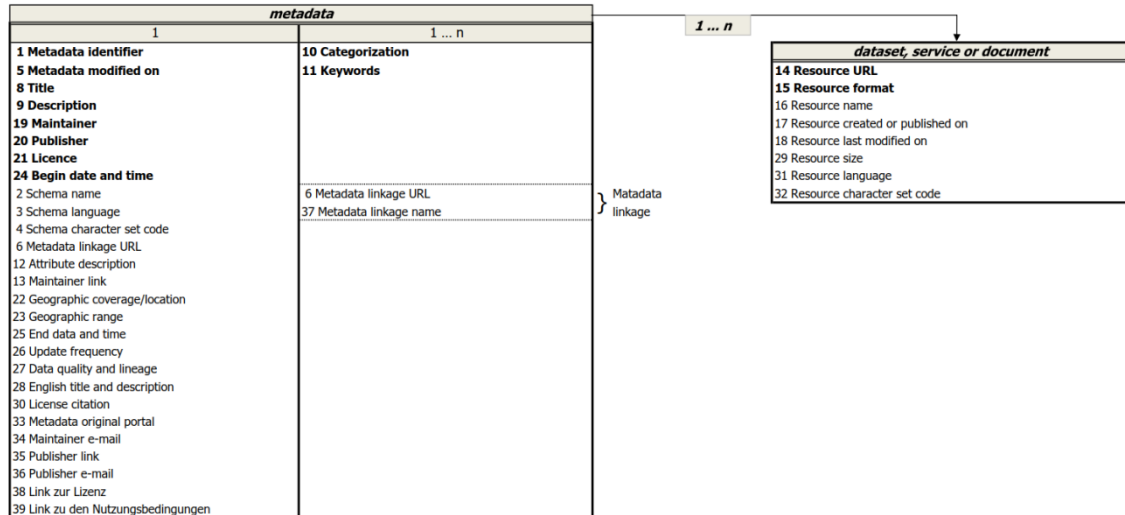 metadata
1 ... n
1
1 ... n
dataset, service or document
1 Metadata identifier
10 Categorization
14 Resource URL
5 Metadata modified on
11 Keywords
15 Resource format
8 Title
16 Resource name
9 Description
17 Resource created or published on
19 Maintainer
18 Resource last modified on
20 Publisher
29 Resource size
21 Licence
31 Resource language
24 Begin date and time
32 Resource character set code
2 Schema name
6 Metadata linkage URL
Matadata
3 Schema language
37 Metadata linkage name
linkage
4 Schema character set code
6 Metadata linkage URL
12 Attribute description
13 Maintainer link
22 Geographic coverage/location
23 Geographic range
25 End data and time
26 Update frequency
27 Data quality and lineage
28 English title and description
30 License citation
33 Metadata original portal
34 Maintainer e-mail
35 Publisher link
36 Publisher e-mail
38 Link zur Lizenz
39 Link zu den Nutzungsbedingungen